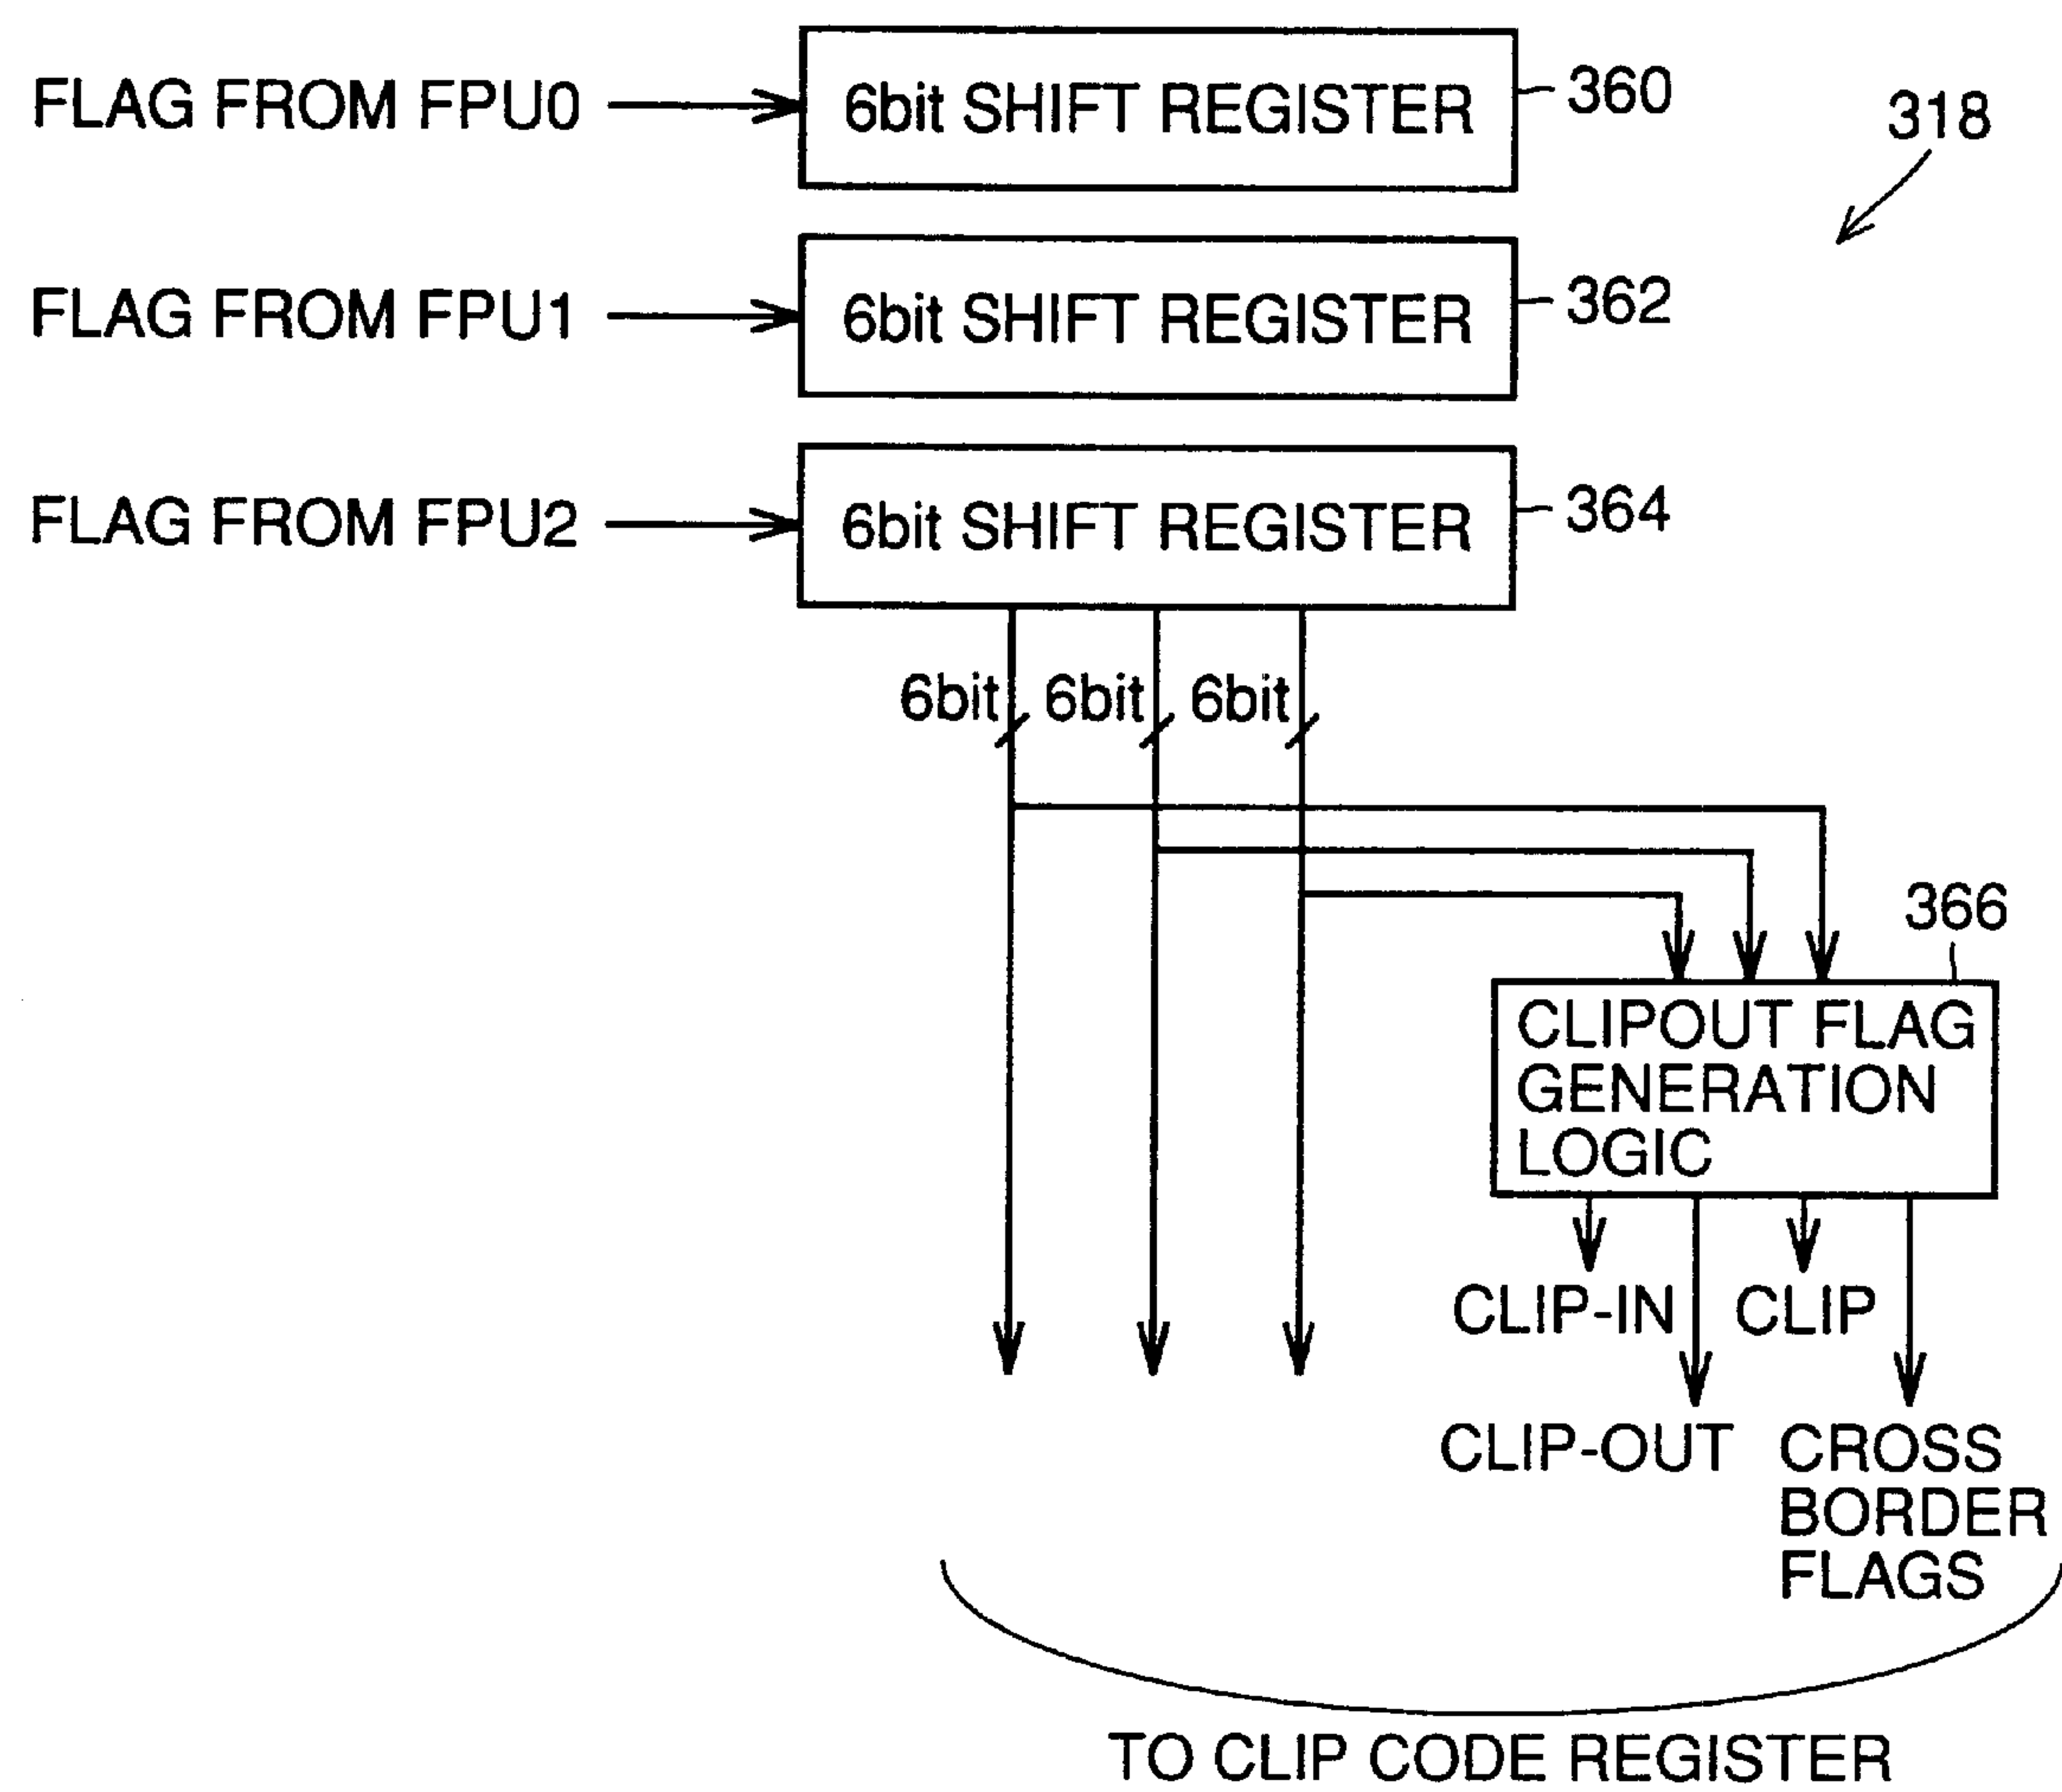 FLAG FROM FPU0
6bit SHIFT REGISTER
360
318
FLAG FROM FPU1
6bit SHIFT REGISTER
362
FLAG FROM FPU2
6bit SHIFT REGISTER
364
6bit 6bit 6bit
366
CLIPOUT FLAG
GENERATION
LOGIC
CLIP-IN
CLIP
CLIP-OUT
CROSS
BORDER
FLAGS
TO CLIP CODE REGISTER